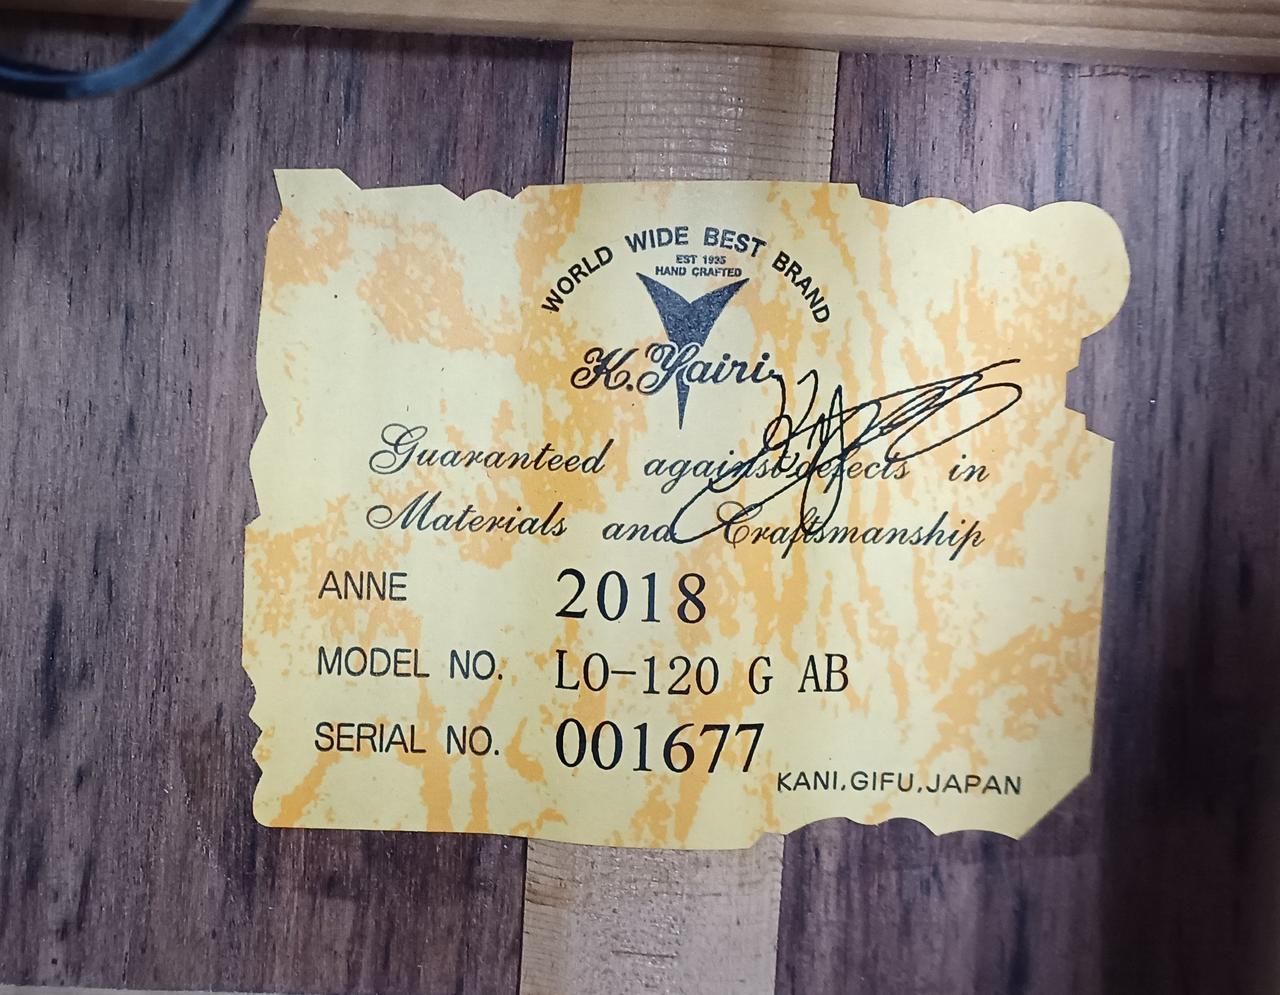 WORLD WIDE BEST BRAND
EST 1935
HAND CRAFTED
K.Yairi
Guaranteed against defects in
Materials and Craftsmanship
ANNE 2018
MODEL NO. LO-120 G AB
SERIAL NO. 001677
KANI.GIFU.JAPAN